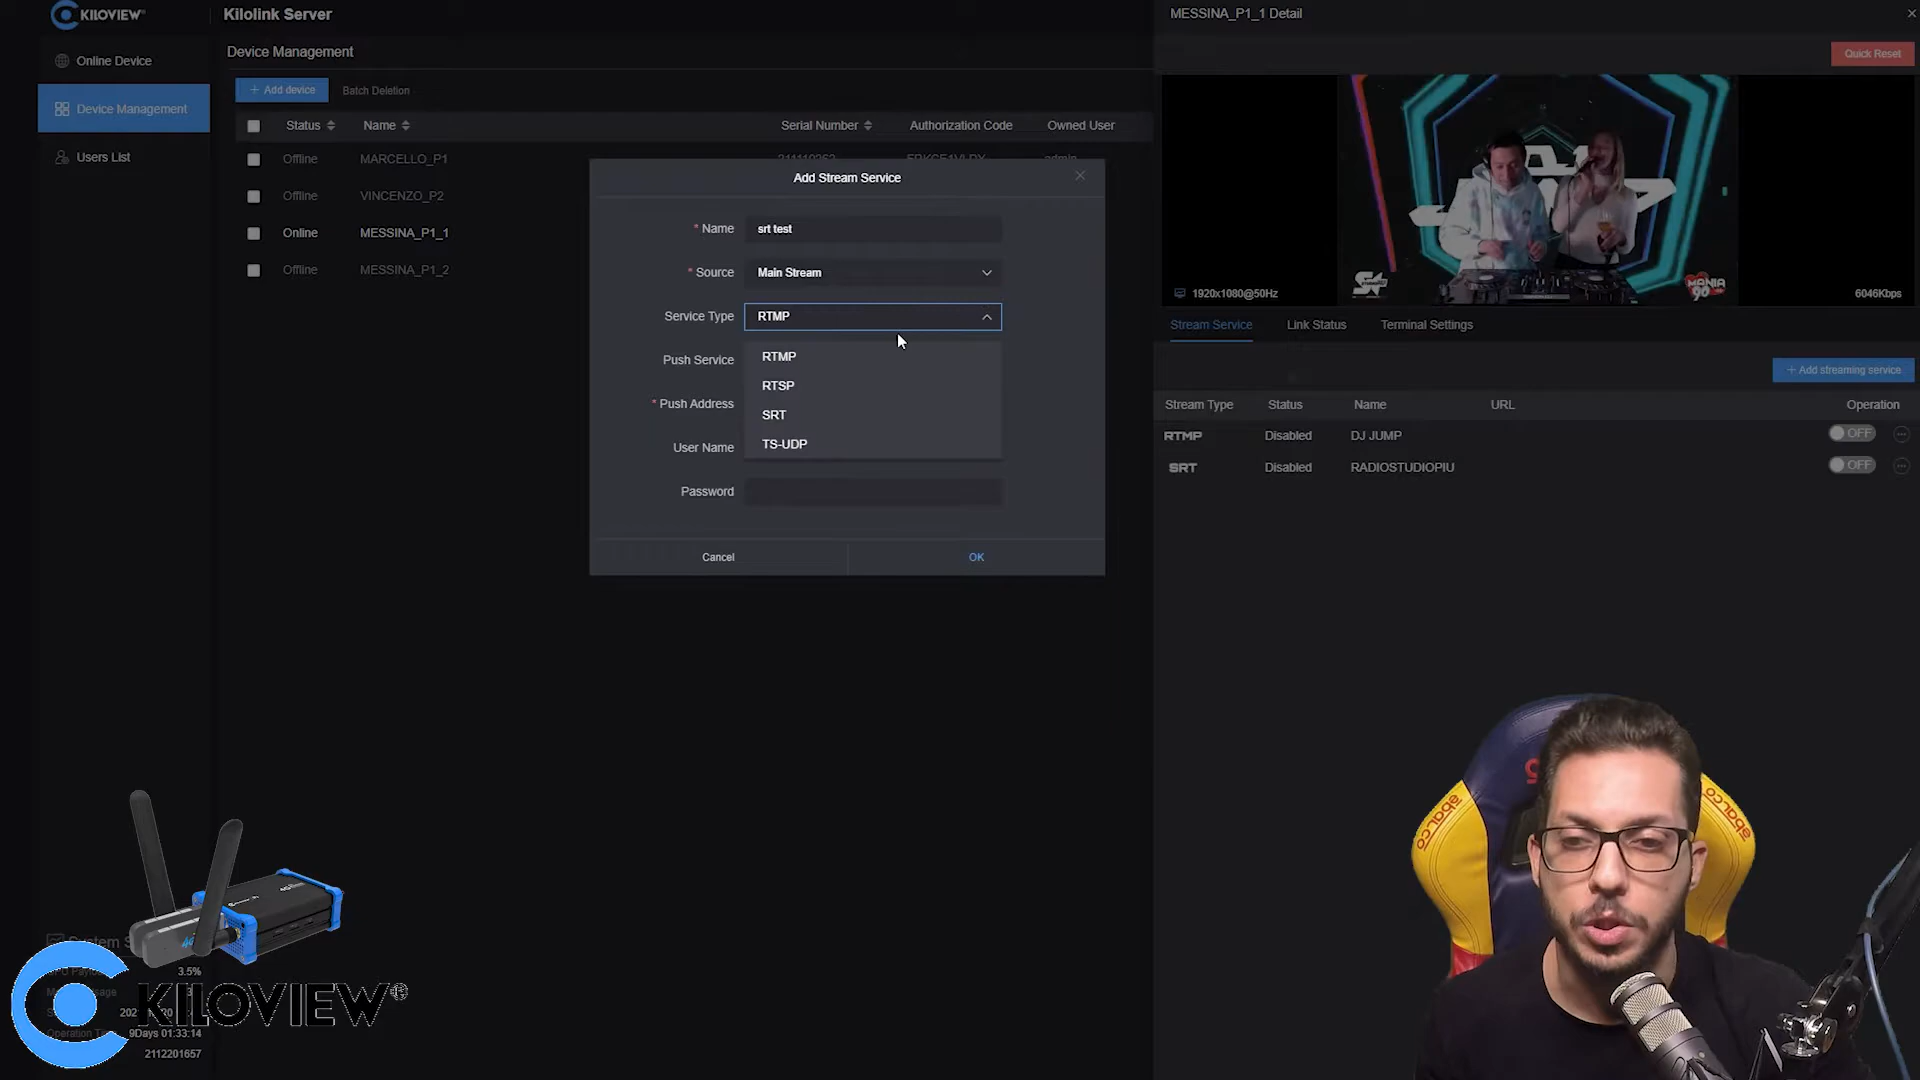 KILOVIEW
Kilolink Server
MESSINA_P1_1 Detail
Online Device
Device Management
Users List
Device Management
+ Add device
Batch Deletion
Status
Name
Serial Number
Authorization Code
Owned User
Offline
MARCELLO_P1
admin
Offline
VINCENZO_P2
Online
MESSINA_P1_1
Offline
MESSINA_P1_2
Add Stream Service
* Name
srt test
* Source
Main Stream
Service Type
RTMP
Push Service
RTMP
RTSP
* Push Address
SRT
User Name
TS-UDP
Password
Cancel
OK
Quick Reset
DJ
MANIA
90
1920x1080@50Hz
6046Kbps
Stream Service
Link Status
Terminal Settings
+ Add streaming service
Stream Type
Status
Name
URL
Operation
RTMP
Disabled
DJ JUMP
OFF
SRT
Disabled
RADIOSTUDIOPIU
OFF
3.5%
9Days 01:33:14
2112201657
KILOVIEW®
sabelt